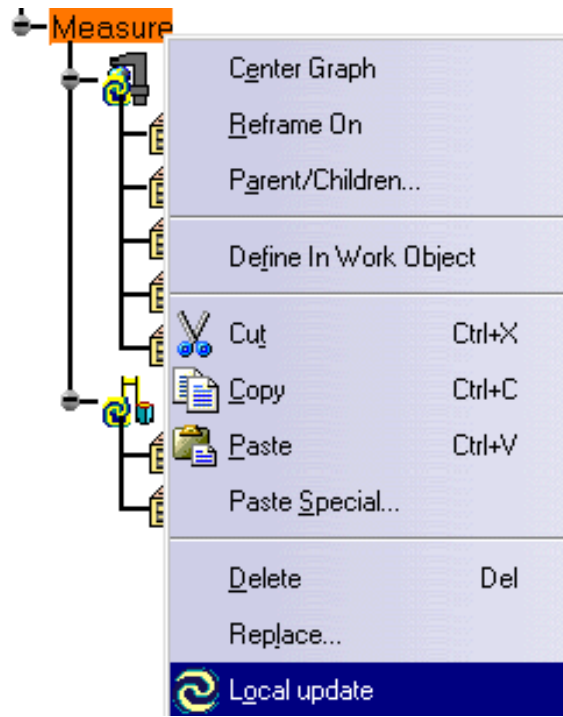 Measure
Center Graph
Reframe On
Parent/Children...
Define In Work Object
Cut Ctrl+X
Copy Ctrl+C
Paste Ctrl+V
Paste Special...
Delete Del
Replace...
Local update